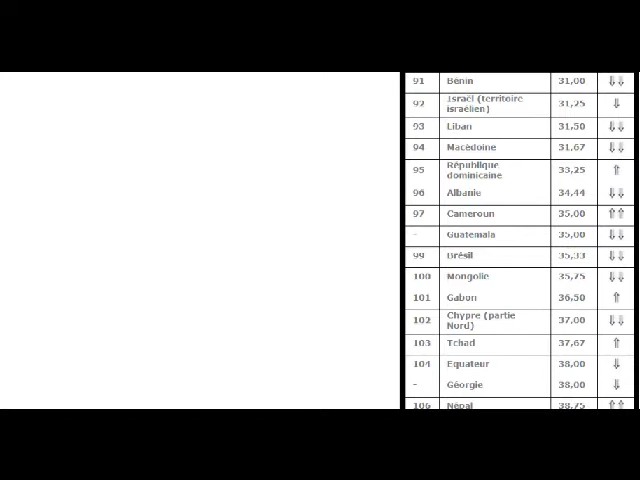 91 Bénin 31,00 ⇓⇓
92 Israël (territoire
israélien) 31,25 ⇓
93 Liban 31,50 ⇓⇓
94 Macédoine 31,67 ⇓⇓
95 République
dominicaine 33,25 ⇑
96 Albanie 34,44 ⇓⇓
97 Cameroun 35,00 ⇑⇑
- Guatemala 35,00 ⇓⇓
99 Brésil 35,33 ⇓⇓
100 Mongolie 35,75 ⇓⇓
101 Gabon 36,50 ⇑
102 Chypre (partie
Nord) 37,00 ⇓⇓
103 Tchad 37,67 ⇑
104 Equateur 38,00 ⇓
- Géorgie 38,00 ⇓
106 Népal 38,75 ⇑⇑